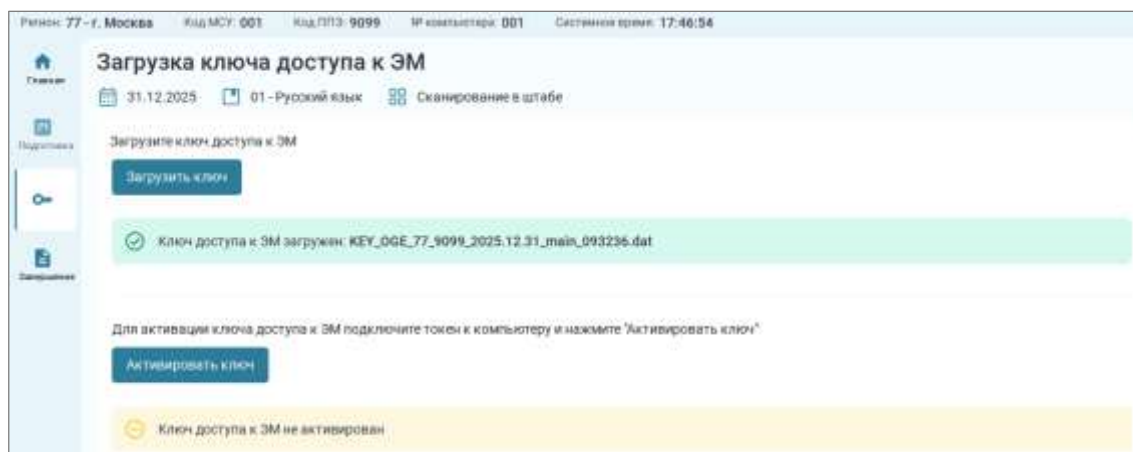 Регион: 77 – г. Москва Код МСУ: 001 Код ППЭ: 9099 № компьютера: 001 Системное время: 17:46:54
Главная
Загрузка ключа доступа к ЭМ
31.12.2025 01 - Русский язык Сканирование в штабе
Подготовка
Загрузите ключ доступа к ЭМ
Загрузить ключ
Ключ доступа к ЭМ загружен: KEY_OGE_77_9099_2025.12.31_main_093236.dat
Завершение
Для активации ключа доступа к ЭМ подключите токен к компьютеру и нажмите "Активировать ключ"
Активировать ключ
Ключ доступа к ЭМ не активирован